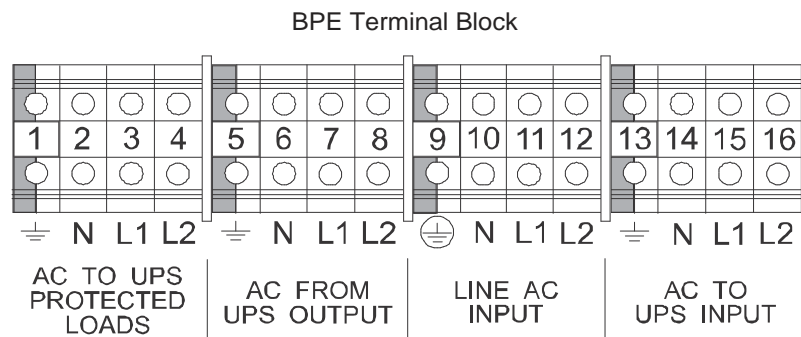 BPE Terminal Block
1 2 3 4 5 6 7 8 9 10 11 12 13 14 15 16
N L1 L2 N L1 L2 N L1 L2 N L1 L2
AC TO UPS
PROTECTED
LOADS
AC FROM
UPS OUTPUT
LINE AC
INPUT
AC TO
UPS INPUT